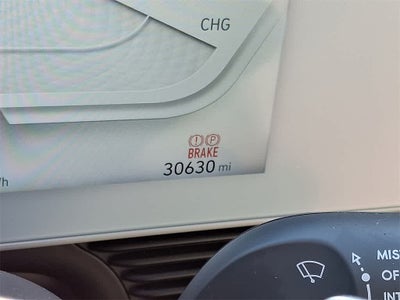 CHG
! P
BRAKE
30630 mi
/h
MIS
OF
INT